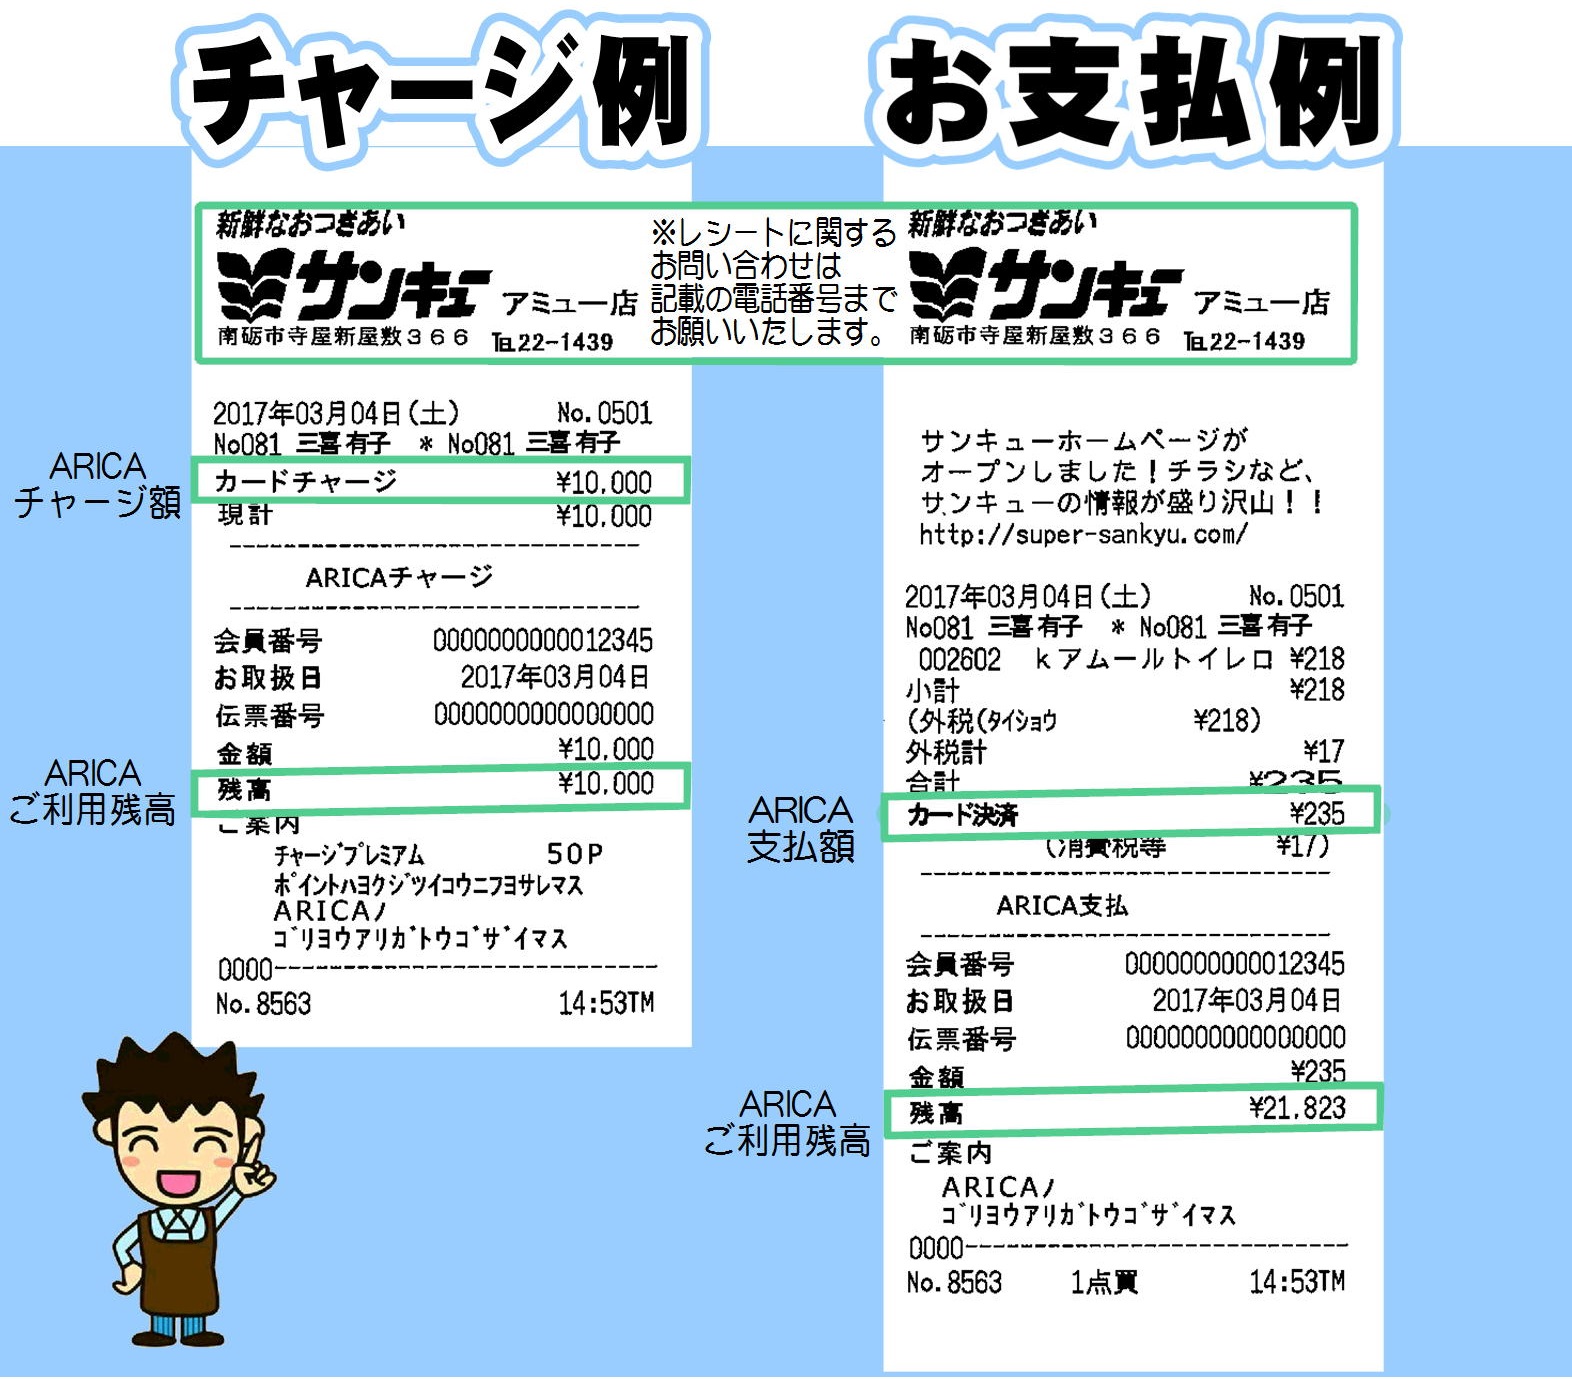 チャージ例
お支払例
新鮮なおつきあい
サンキュー アミュー店
南砺市寺屋新屋敷366 ℡22-1439
※レシートに関する
お問い合わせは
記載の電話番号まで
お願いいたします。
新鮮なおつきあい
サンキュー アミュー店
南砺市寺屋新屋敷366 ℡22-1439
2017年03月04日(土) No.0501
No081 三喜有子 * No081 三喜有子
ARICA
チャージ額
カードチャージ ¥10,000
現計 ¥10,000
ARICAチャージ
会員番号 0000000000012345
お取扱日 2017年03月04日
伝票番号 0000000000000000
金額 ¥10,000
ARICA
ご利用残高
残高 ¥10,000
ご案内
チャージプレミアム 50P
ポイントハヨクジツイコウニフヨサレマス
ARICAノ
ゴリヨウアリガトウゴザイマス
0000------------------------------
No.8563 14:53TM
サンキューホームページが
オープンしました！チラシなど、
サンキューの情報が盛り沢山！！
http://super-sankyu.com/
2017年03月04日(土) No.0501
No081 三喜有子 * No081 三喜有子
002602 kアムールトイレロ ¥218
小計 ¥218
(外税(タイショウ ¥218)
外税計 ¥17
合計 ¥235
ARICA
支払額
カード決済 ¥235
(消費税等 ¥17)
ARICA支払
会員番号 0000000000012345
お取扱日 2017年03月04日
伝票番号 0000000000000000
金額 ¥235
ARICA
ご利用残高
残高 ¥21,823
ご案内
ARICAノ
ゴリヨウアリガトウゴザイマス
0000------------------------------
No.8563 1点買 14:53TM